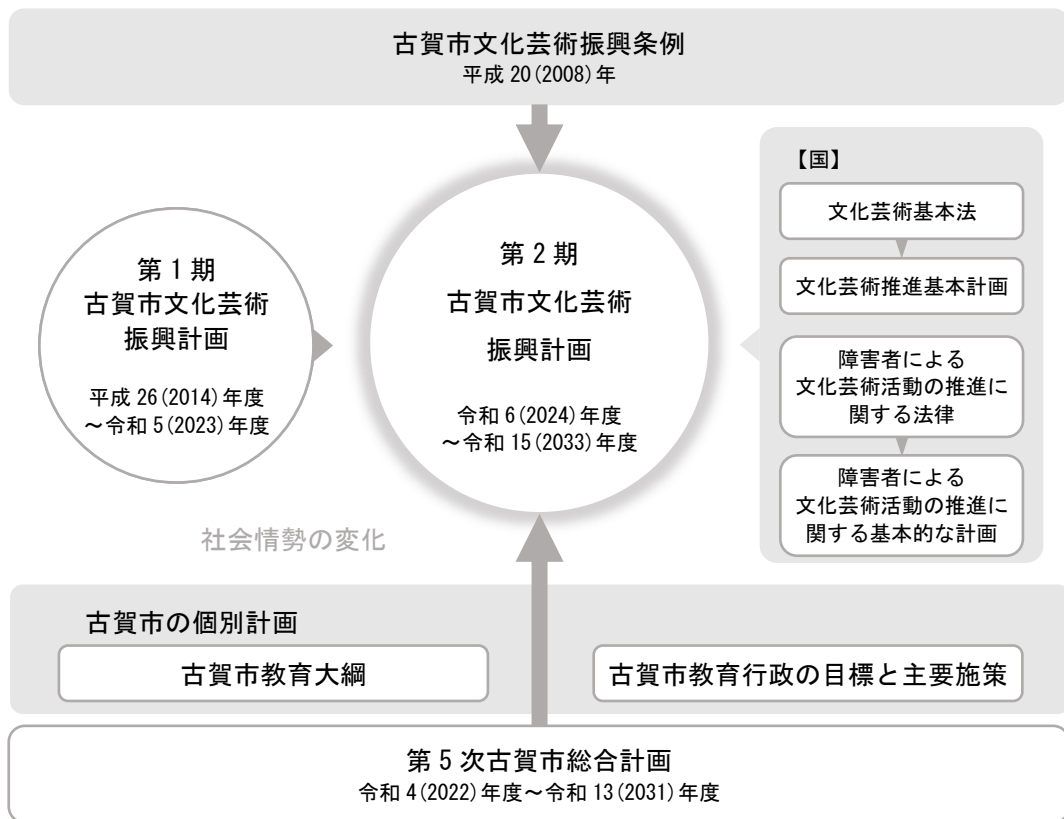 古賀市文化芸術振興条例
平成 20(2008)年
【国】
文化芸術基本法
文化芸術推進基本計画
障害者による
文化芸術活動の推進に
関する法律
障害者による
文化芸術活動の推進に
関する基本的な計画
第 1 期
古賀市文化芸術
振興計画
平成 26(2014)年度
～令和 5(2023)年度
第 2 期
古賀市文化芸術
振興計画
令和 6(2024)年度
～令和 15(2033)年度
社会情勢の変化
古賀市の個別計画
古賀市教育大綱
古賀市教育行政の目標と主要施策
第 5 次古賀市総合計画
令和 4(2022)年度～令和 13(2031)年度